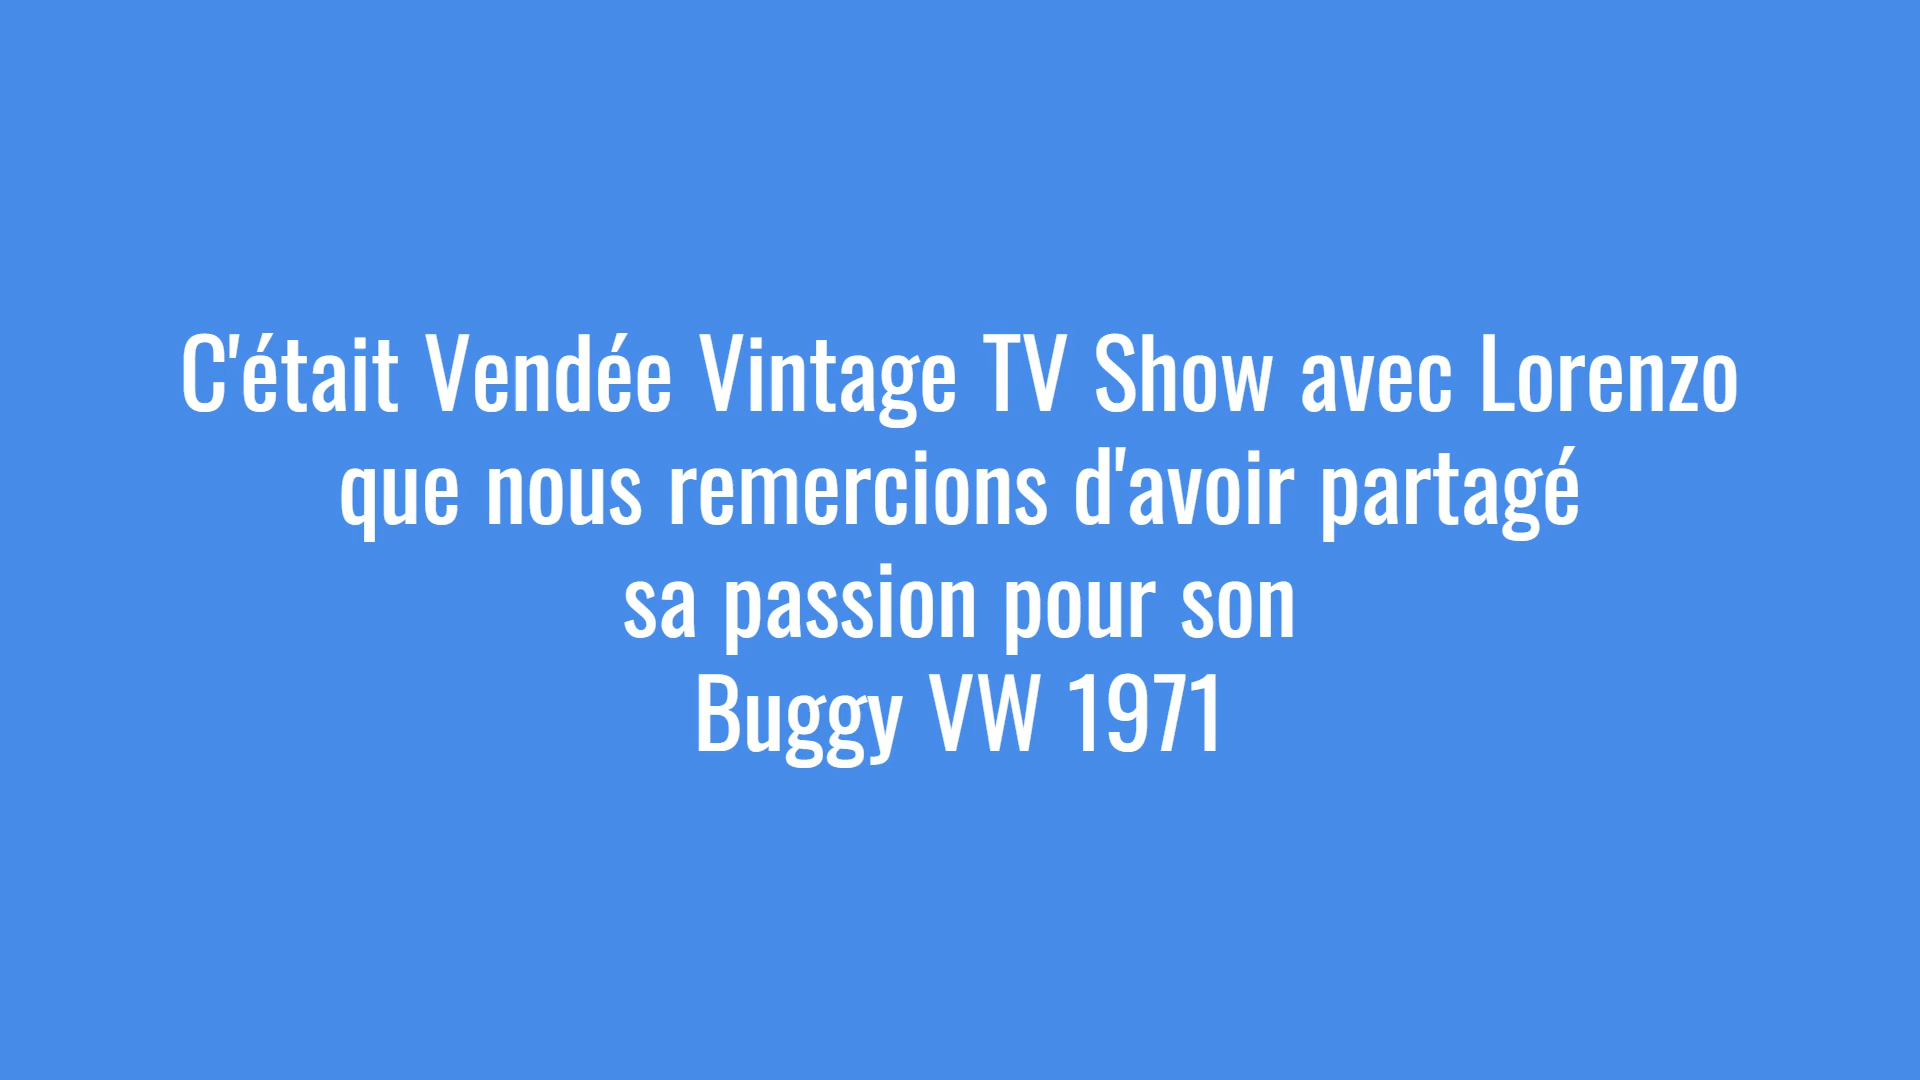 C'était Vendée Vintage TV Show avec Lorenzo
que nous remercions d'avoir partagé
sa passion pour son
Buggy VW 1971